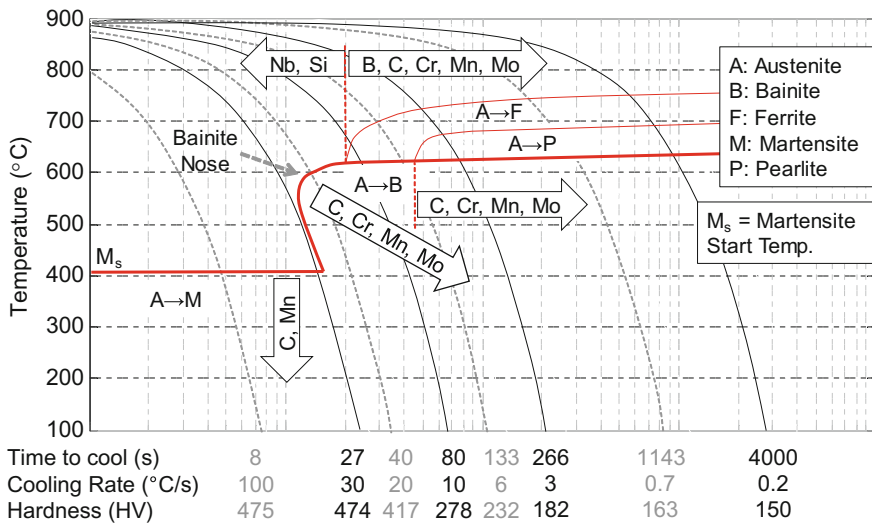 900
800
700
600
500
400
300
200
100
Temperature (°C)
Nb, Si
B, C, Cr, Mn, Mo
A: Austenite
B: Bainite
F: Ferrite
M: Martensite
P: Pearlite
A→F
A→P
Bainite
Nose
A→B
C, Cr, Mn, Mo
C, Cr, Mn, Mo
Ms = Martensite
Start Temp.
Ms
A→M
C, Mn
Time to cool (s) 8 27 40 80 133 266 1143 4000
Cooling Rate (°C/s) 100 30 20 10 6 3 0.7 0.2
Hardness (HV) 475 474 417 278 232 182 163 150